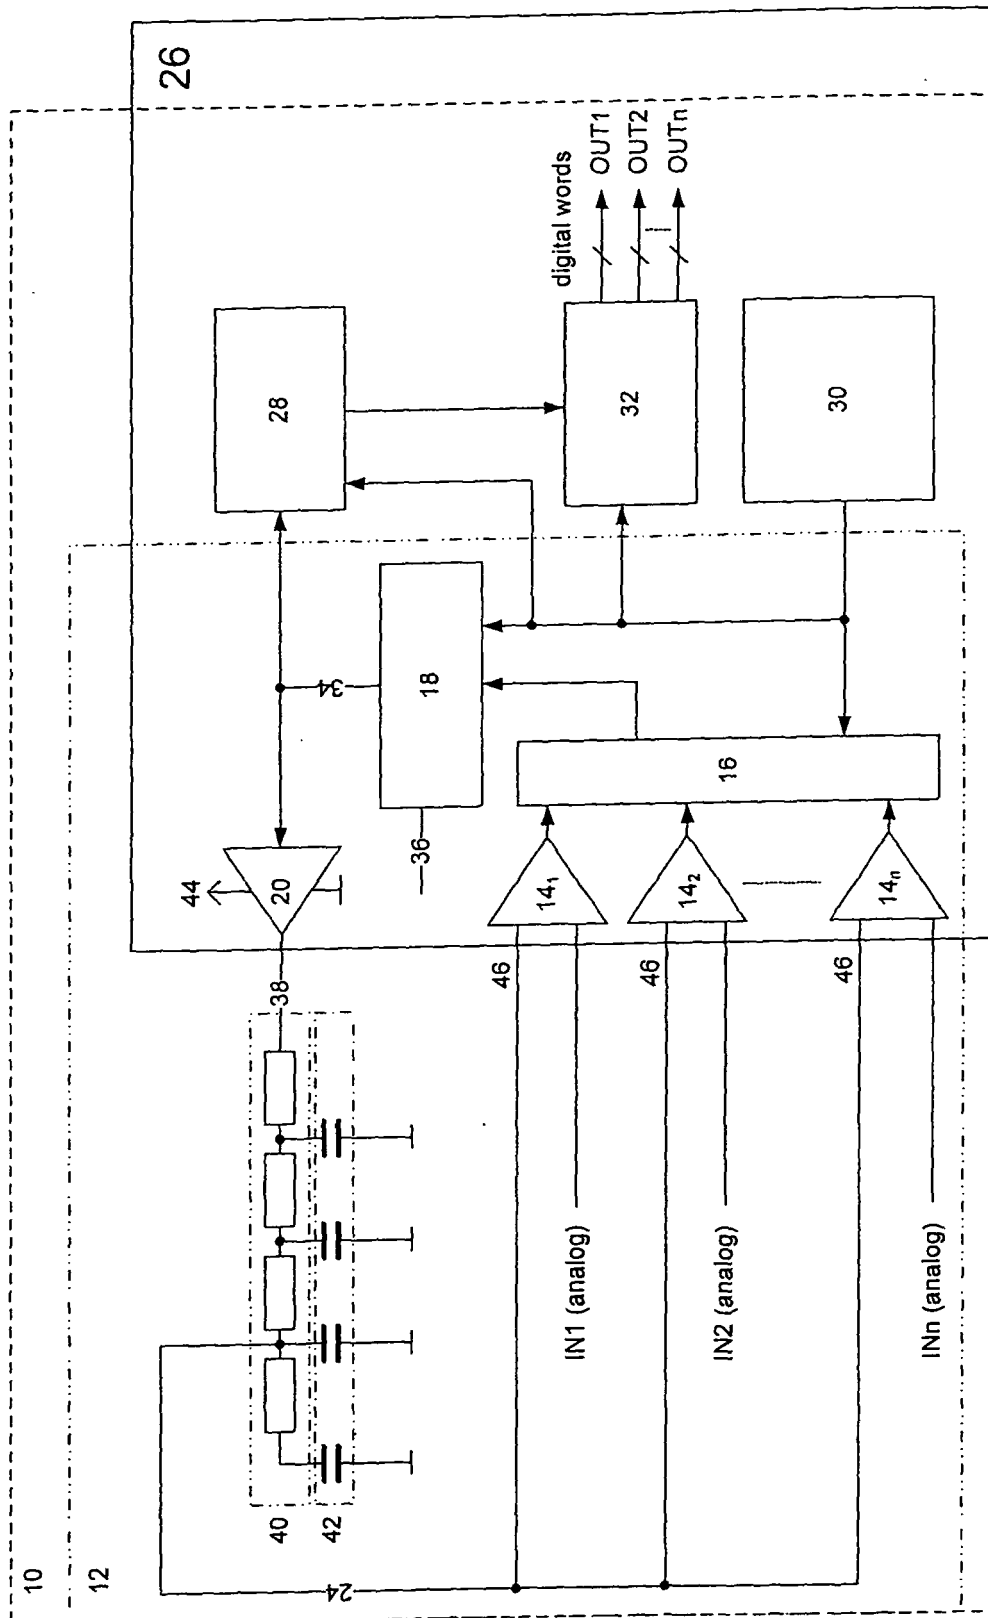 10
12
26
28
digital words
OUT1
OUT2
OUTn
32
30
34
18
36
16
44
20
38
14₁
14₂
14ₙ
46
46
46
40
42
24
IN1 (analog)
IN2 (analog)
INn (analog)